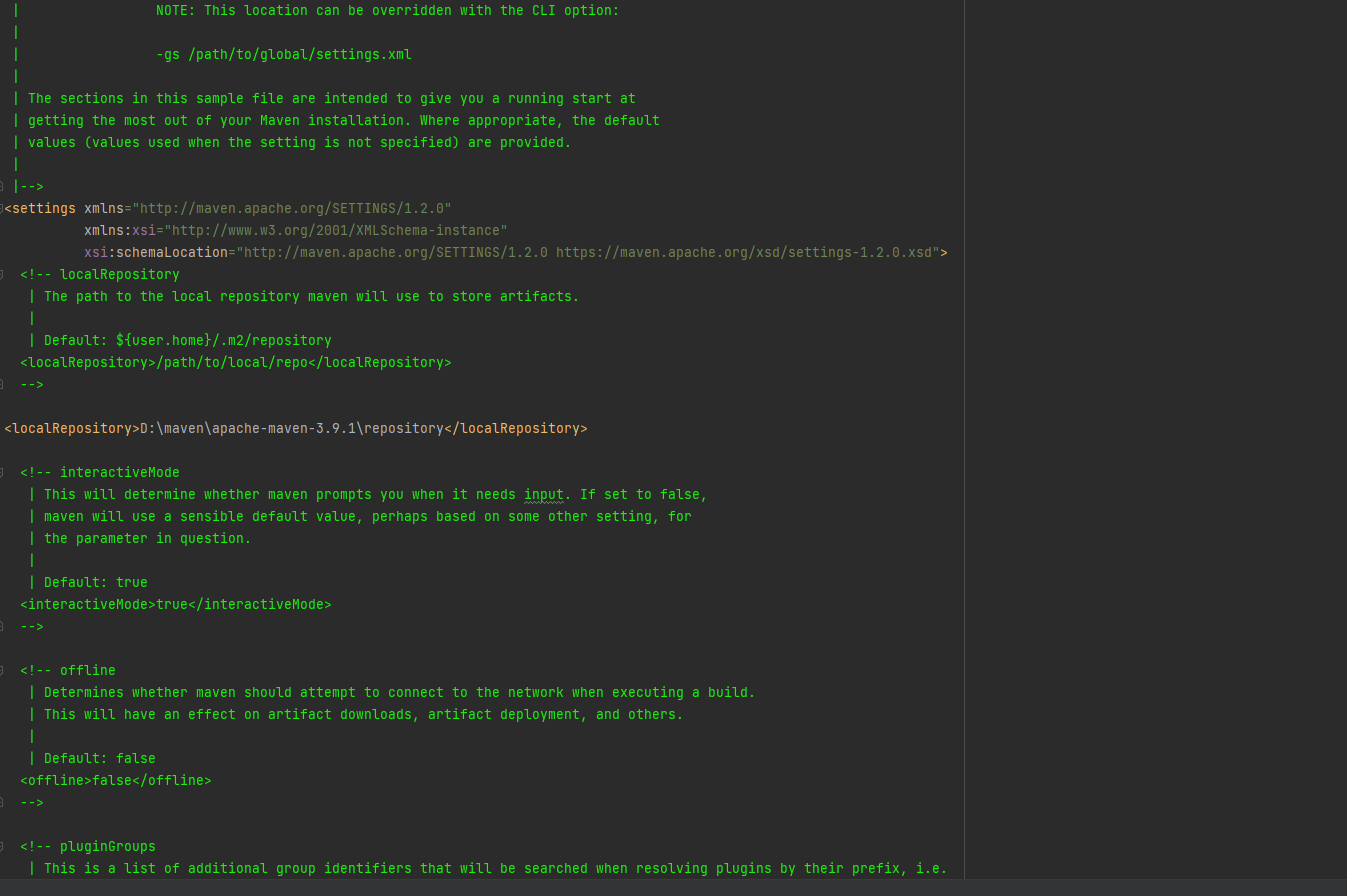 |                 NOTE: This location can be overridden with the CLI option:
|
|                 -gs /path/to/global/settings.xml
|
| The sections in this sample file are intended to give you a running start at
| getting the most out of your Maven installation. Where appropriate, the default
| values (values used when the setting is not specified) are provided.
|
|-->
<settings xmlns="http://maven.apache.org/SETTINGS/1.2.0"
          xmlns:xsi="http://www.w3.org/2001/XMLSchema-instance"
          xsi:schemaLocation="http://maven.apache.org/SETTINGS/1.2.0 https://maven.apache.org/xsd/settings-1.2.0.xsd">
  <!-- localRepository
   | The path to the local repository maven will use to store artifacts.
   |
   | Default: ${user.home}/.m2/repository
  <localRepository>/path/to/local/repo</localRepository>
  -->
<localRepository>D:\maven\apache-maven-3.9.1\repository</localRepository>
  <!-- interactiveMode
   | This will determine whether maven prompts you when it needs input. If set to false,
   | maven will use a sensible default value, perhaps based on some other setting, for
   | the parameter in question.
   |
   | Default: true
  <interactiveMode>true</interactiveMode>
  -->
  <!-- offline
   | Determines whether maven should attempt to connect to the network when executing a build.
   | This will have an effect on artifact downloads, artifact deployment, and others.
   |
   | Default: false
  <offline>false</offline>
  -->
  <!-- pluginGroups
   | This is a list of additional group identifiers that will be searched when resolving plugins by their prefix, i.e.